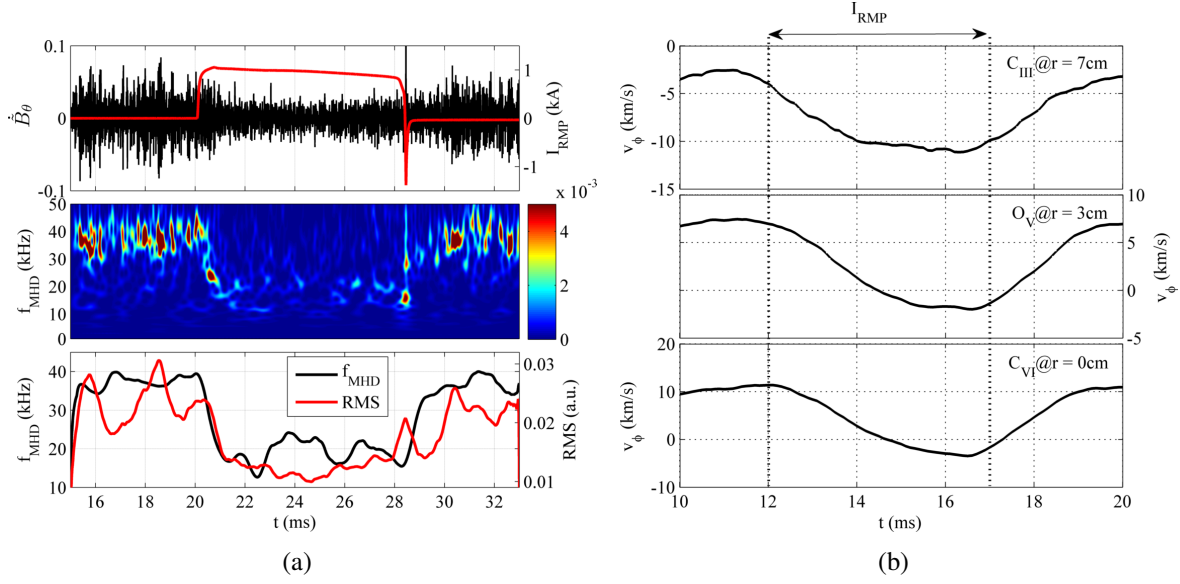 I_RMP
0.1
0
-0.1
Ḃ_θ
1
0
-1
I_RMP (kA)
x 10^-3
50
40
30
20
10
0
f_MHD (kHz)
4
2
0
40
30
20
10
f_MHD (kHz)
f_MHD
RMS
0.03
0.02
0.01
RMS (a.u.)
16 18 20 22 24 26 28 30 32
t (ms)
(a)
0
-5
-10
-15
v_ϕ (km/s)
C_III@r = 7cm
10
5
0
-5
v_ϕ (km/s)
O_V@r = 3cm
20
10
0
-10
v_ϕ (km/s)
C_VI@r = 0cm
10 12 14 16 18 20
t (ms)
(b)